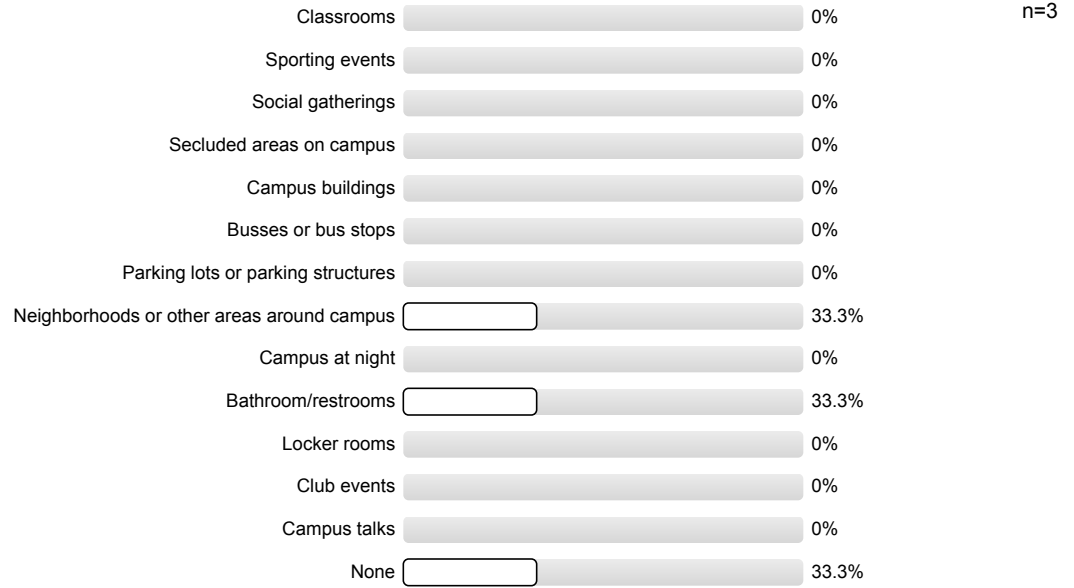 Classrooms 0% n=3
Sporting events 0%
Social gatherings 0%
Secluded areas on campus 0%
Campus buildings 0%
Busses or bus stops 0%
Parking lots or parking structures 0%
Neighborhoods or other areas around campus 33.3%
Campus at night 0%
Bathroom/restrooms 33.3%
Locker rooms 0%
Club events 0%
Campus talks 0%
None 33.3%